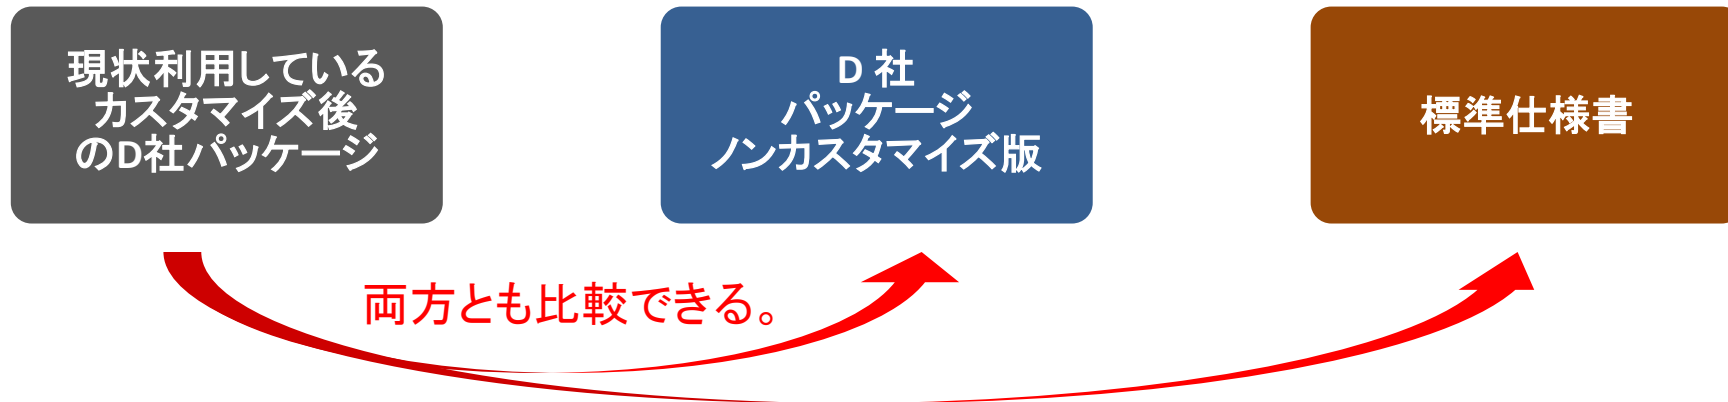 現状利用している
カスタマイズ後
のD社パッケージ
D 社
パッケージ
ノンカスタマイズ版
標準仕様書
両方とも比較できる。